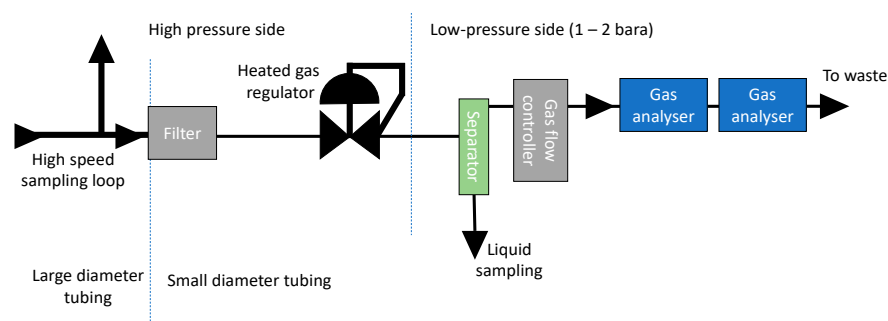 High pressure side
Low-pressure side (1 – 2 bara)
Heated gas
regulator
To waste
Filter
Separator
Gas flow
controller
Gas
analyser
Gas
analyser
High speed
sampling loop
Liquid
sampling
Large diameter
tubing
Small diameter tubing